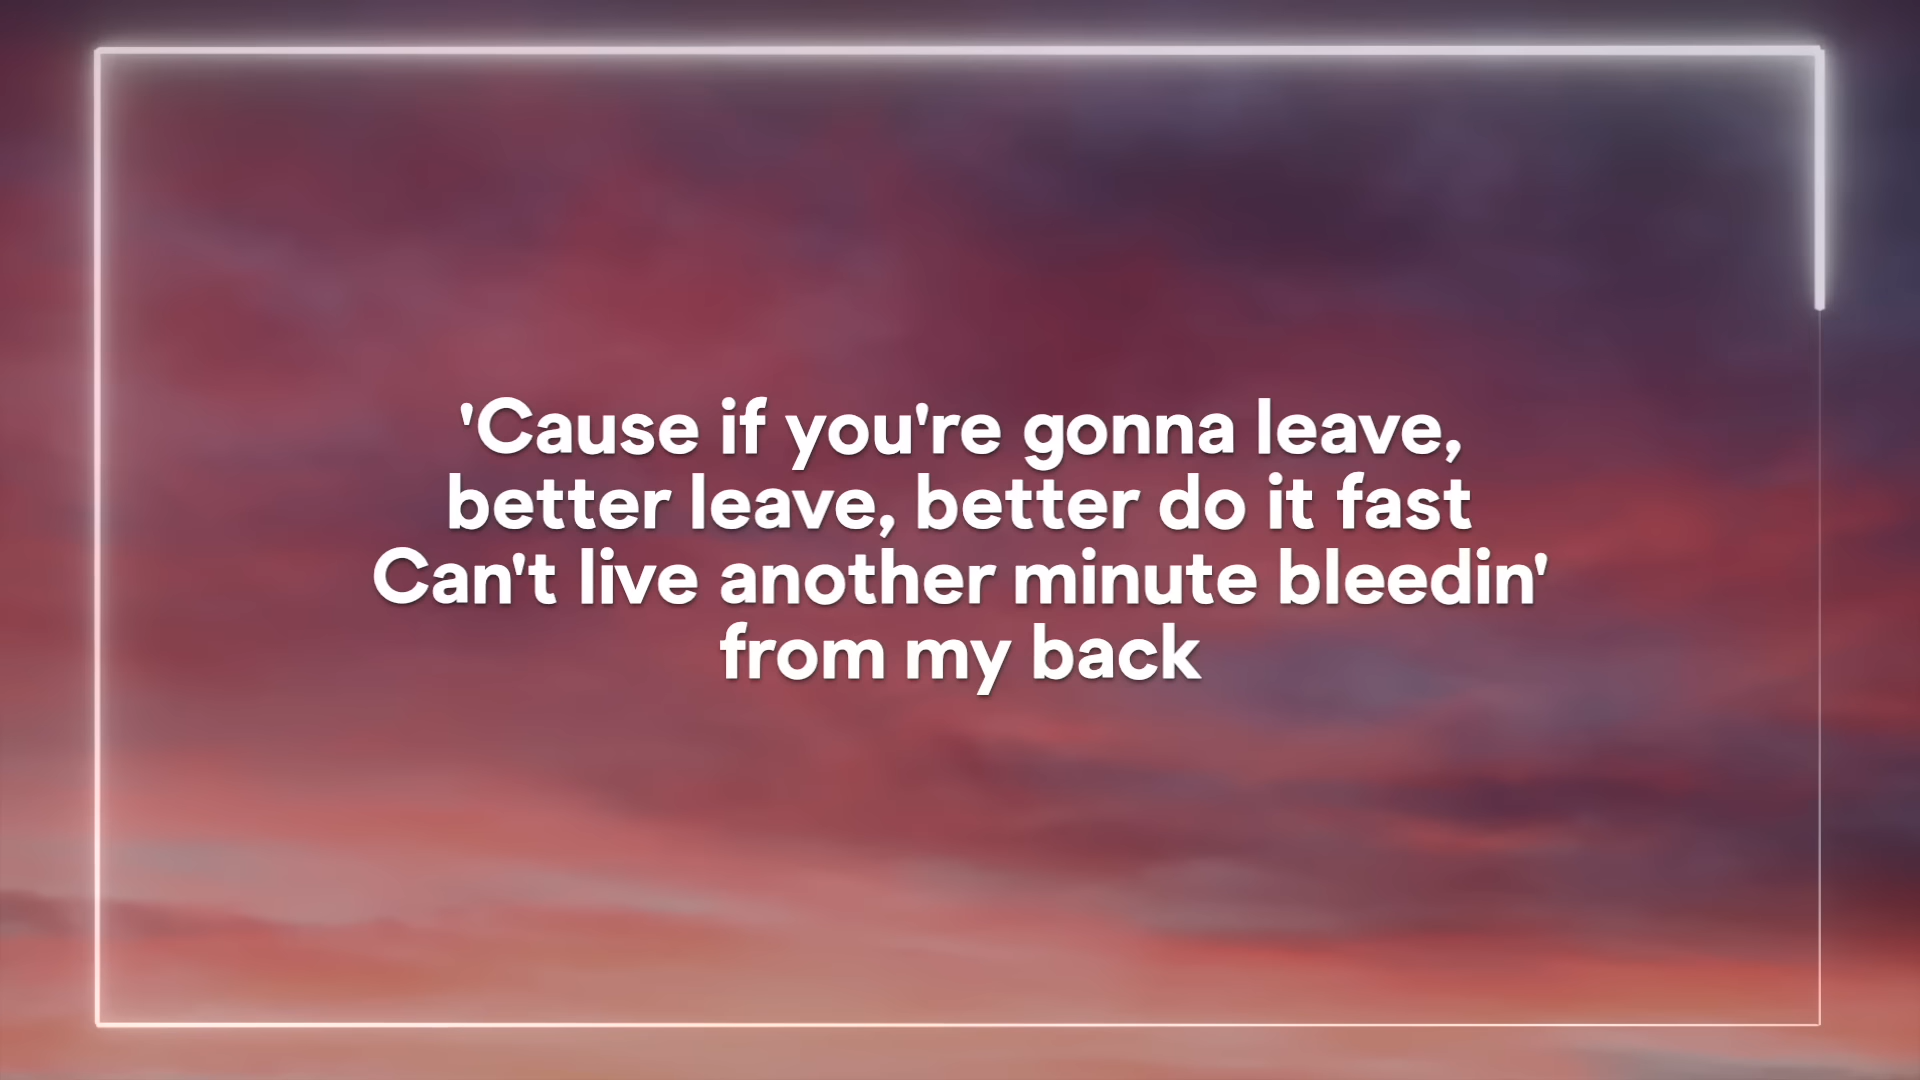 'Cause if you're gonna leave,
better leave, better do it fast
Can't live another minute bleedin'
from my back